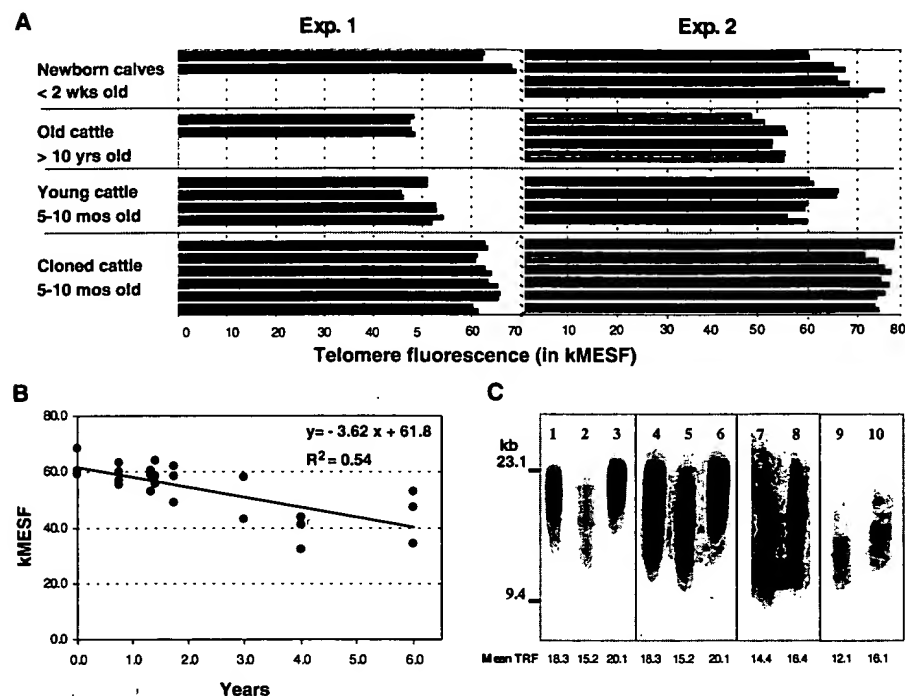 A
Exp. 1
Exp. 2
Newborn calves
< 2 wks old
Old cattle
> 10 yrs old
Young cattle
5-10 mos old
Cloned cattle
5-10 mos old
0 10 20 30 40 5 60 70 10 20 30 40 50 60 70 80
Telomere fluorescence (in kMESF)
B
80.0
60.0
40.0
20.0
0.0
kMESF
y= - 3.62 x + 61.8
R2 = 0.54
0.0 1.0 2.0 3.0 4.0 5.0 6.0
Years
C
kb
23.1
9.4
1 2 3 4 5 6 7 8 9 10
Mean TRF 18.3 15.2 20.1 18.3 15.2 20.1 14.4 16.4 12.1 16.1